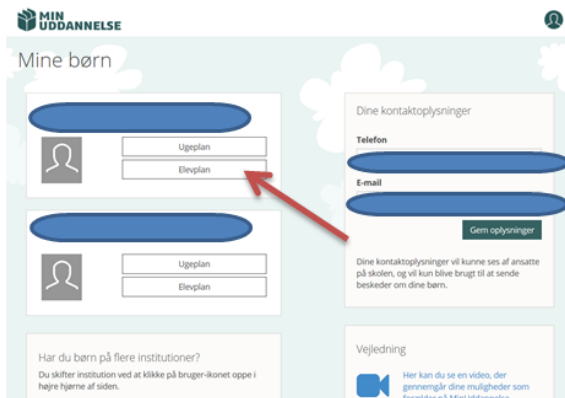 MIN
UDDANNELSE
Mine børn
Ugeplan
Elevplan
Ugeplan
Elevplan
Har du børn på flere institutioner?
Du skifter institution ved at klikke på bruger-ikonet oppe i
højre hjørne af siden.
Dine kontaktoplysninger
Telefon
E-mail
Gem oplysninger
Dine kontaktoplysninger vil kunne ses af ansatte
på skolen, og vil kun blive brugt til at sende
beskeder om dine børn.
Vejledning
Her kan du se en video, der
gennemgår dine muligheder som